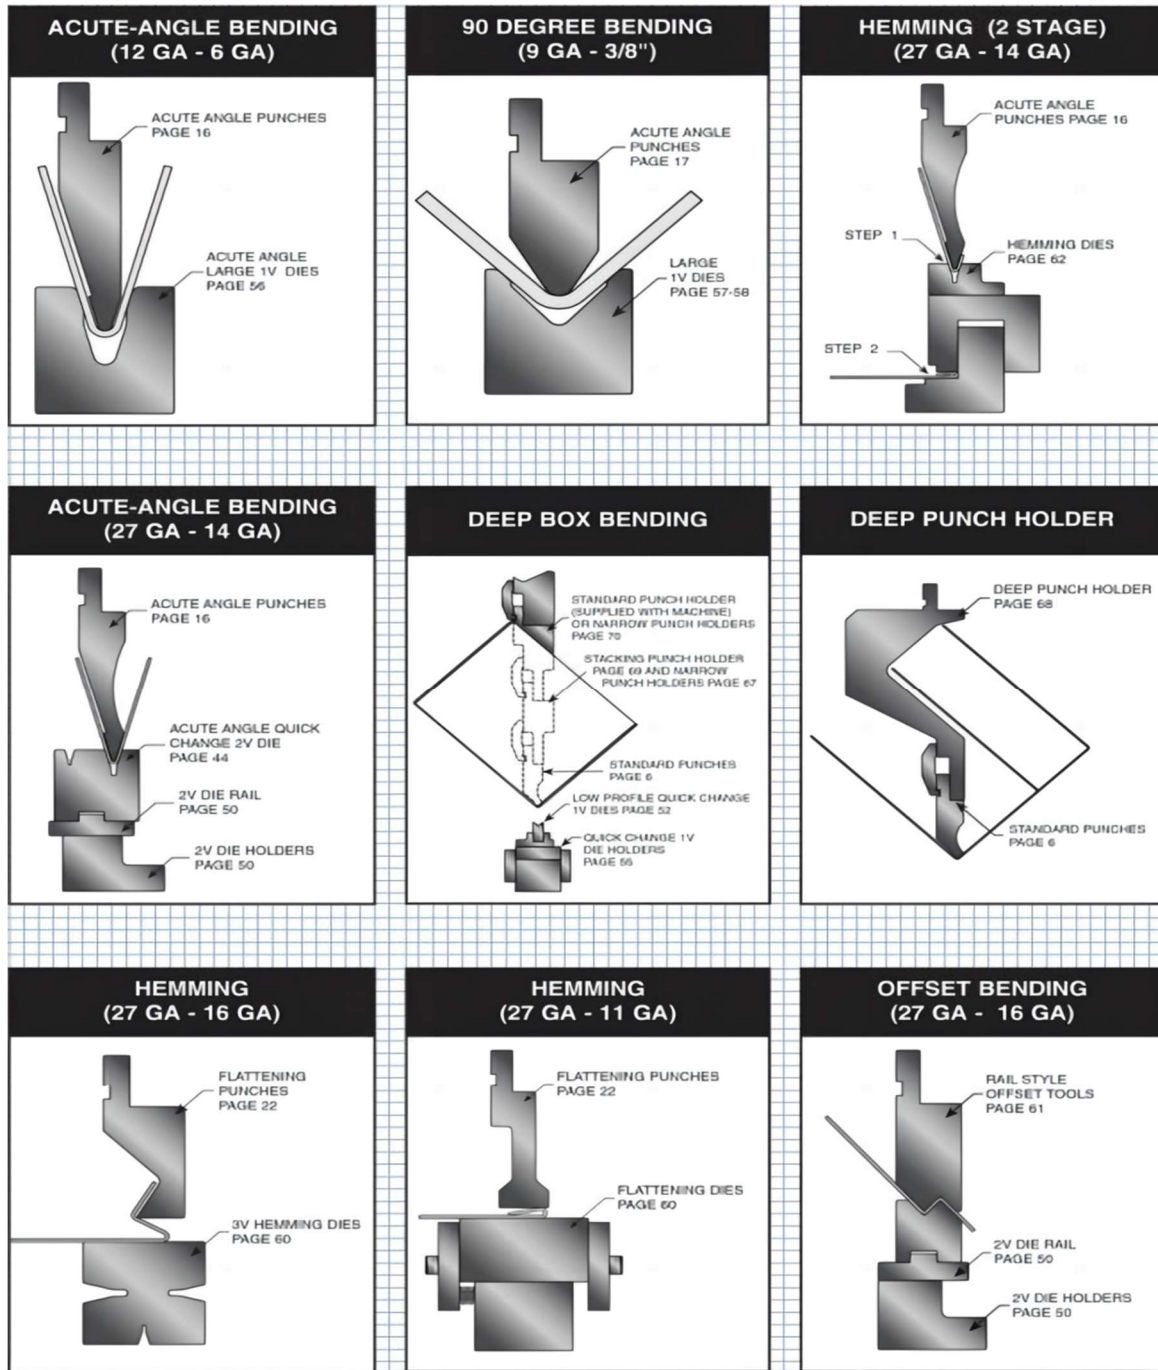 ACUTE-ANGLE BENDING
(12 GA - 6 GA)
ACUTE ANGLE PUNCHES
PAGE 16
ACUTE ANGLE
LARGE 1V DIES
PAGE 56
90 DEGREE BENDING
(9 GA - 3/8")
ACUTE ANGLE
PUNCHES
PAGE 17
LARGE
1V DIES
PAGE 57-58
HEMMING (2 STAGE)
(27 GA - 14 GA)
ACUTE ANGLE
PUNCHES PAGE 16
STEP 1
HEMMING DIES
PAGE 62
STEP 2
ACUTE-ANGLE BENDING
(27 GA - 14 GA)
ACUTE ANGLE PUNCHES
PAGE 16
ACUTE ANGLE QUICK
CHANGE 2V DIE
PAGE 44
2V DIE RAIL
PAGE 50
2V DIE HOLDERS
PAGE 50
DEEP BOX BENDING
STANDARD PUNCH HOLDER
(SUPPLIED WITH MACHINE)
OR NARROW PUNCH HOLDERS
PAGE 70
STACKING PUNCH HOLDER
PAGE 69 AND NARROW
PUNCH HOLDERS PAGE 67
STANDARD PUNCHES
PAGE 6
LOW PROFILE QUICK CHANGE
1V DIES PAGE 52
QUICK CHANGE 1V
DIE HOLDERS
PAGE
DEEP PUNCH HOLDER
DEEP PUNCH HOLDER
PAGE 68
STANDARD PUNCHES
PAGE 6
HEMMING
(27 GA - 16 GA)
FLATTENING
PUNCHES
PAGE 22
3V HEMMING DIES
PAGE 60
HEMMING
(27 GA - 11 GA)
FLATTENING PUNCHES
PAGE 22
FLATTENING DIES
PAGE 60
OFFSET BENDING
(27 GA - 16 GA)
RAIL STYLE
OFFSET TOOLS
PAGE 61
2V DIE RAIL
PAGE 50
2V DIE HOLDERS
PAGE 50